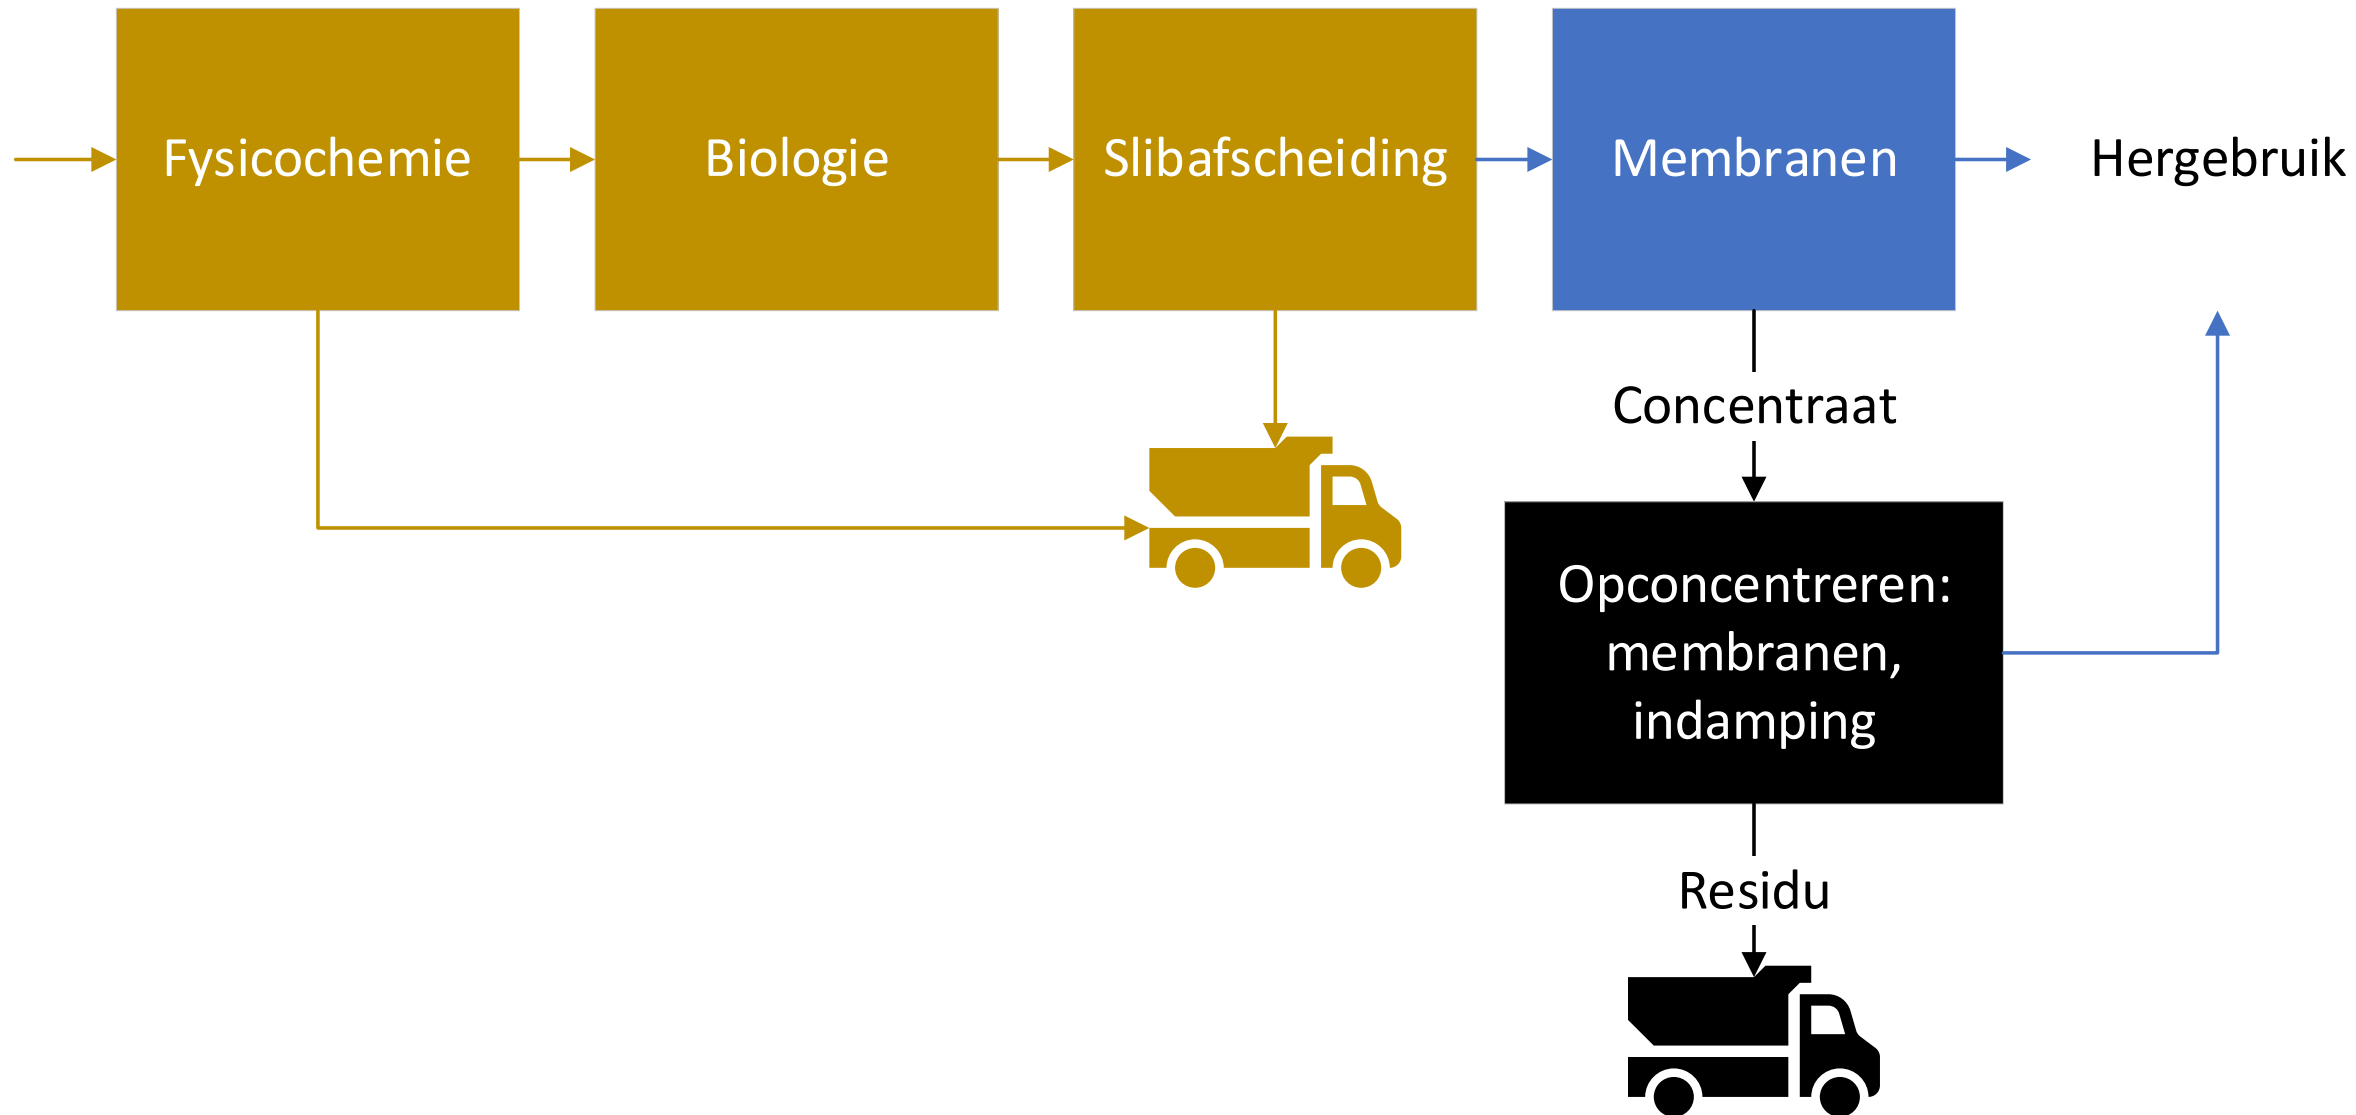 Fysicochemie
Biologie
Slibafscheiding
Membranen
Hergebruik
Concentraat
Opconcentreren:
membranen,
indamping
Residu